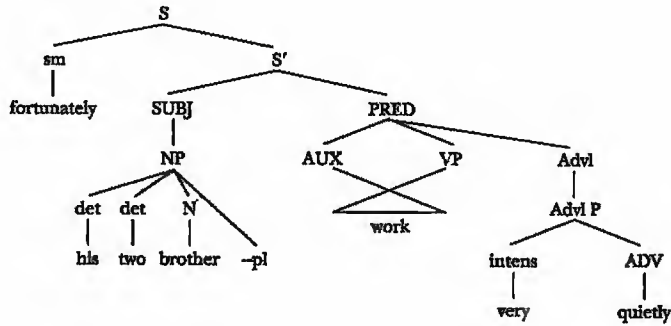 S
sm S′
fortunately SUBJ PRED
NP AUX VP Advl
det det N work Advl P
his two brother –pl intens ADV
very quietly